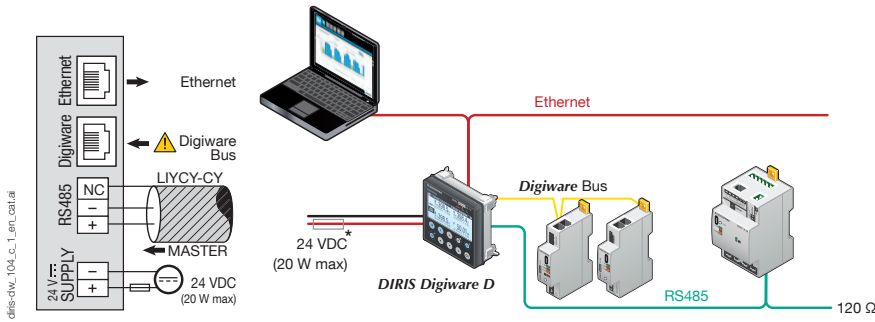 Ethernet
Ethernet
Digiware
Digiware
Bus
RS485
NC
–
+
LIYCY-CY
MASTER
24 V
SUPPLY
–
+
24 VDC
(20 W max)
diris-dw_104_c_1_en_cat.ai
Ethernet
Digiware Bus
*
24 VDC
(20 W max)
DIRIS Digiware D
RS485
120 Ω